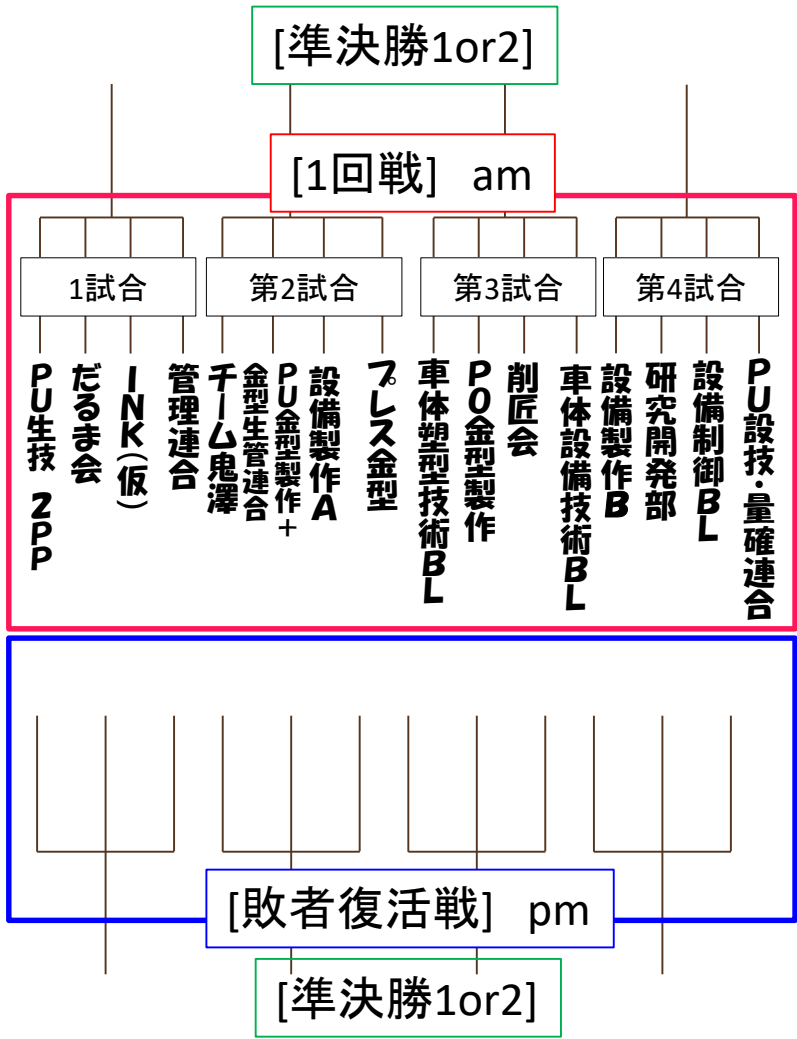 [準決勝1or2]
[1回戦] am
1試合
第2試合
第3試合
第4試合
PU生技 2PP
だるま会
INK(仮)
管理連合
チーム鬼澤
金型生管連合
PU金型製作+
設備製作A
プレス金型
車体塑型技術BL
PO金型製作
削匠会
車体設備技術BL
設備製作B
研究開発部
設備制御BL
PU設技・量確連合
[敗者復活戦] pm
[準決勝1or2]